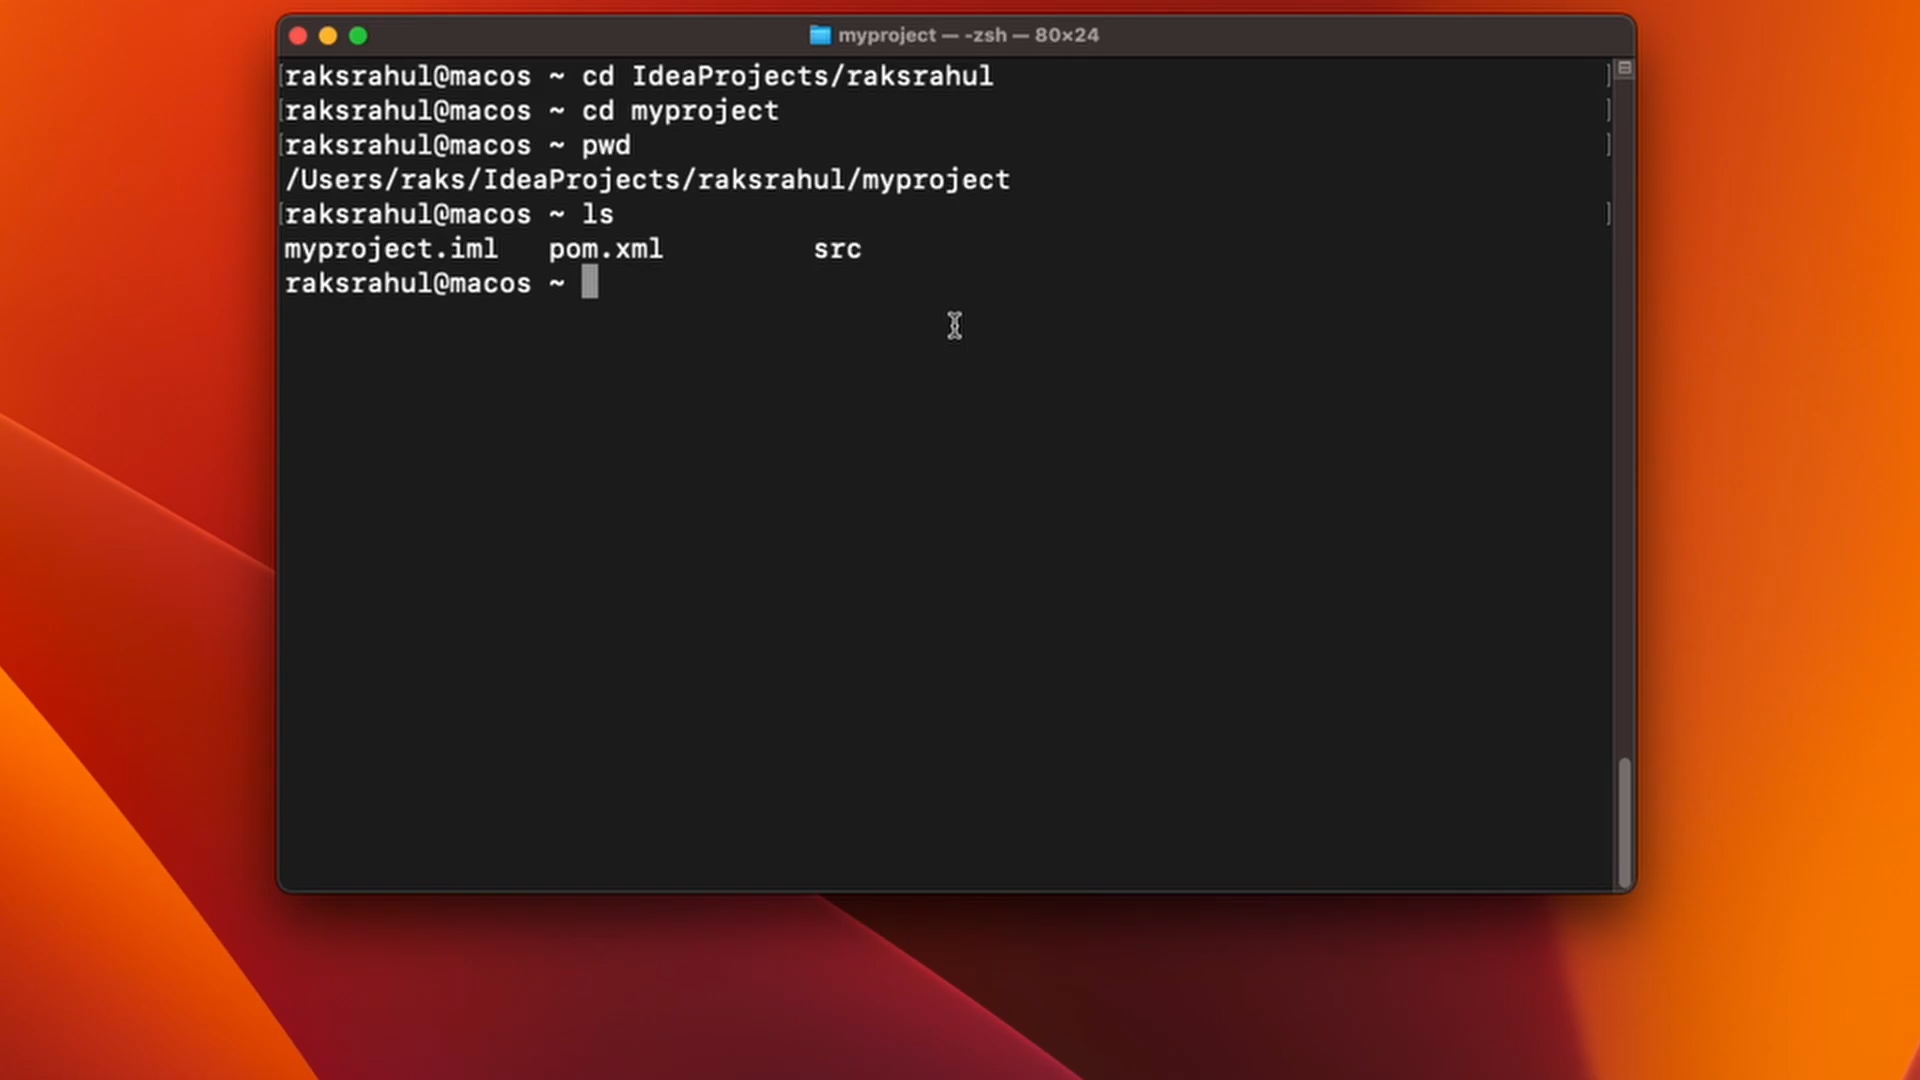 myproject — -zsh — 80×24
[raksrahul@macos ~ cd IdeaProjects/raksrahul ]
[raksrahul@macos ~ cd myproject ]
[raksrahul@macos ~ pwd ]
/Users/raks/IdeaProjects/raksrahul/myproject
[raksrahul@macos ~ ls ]
myproject.iml pom.xml src
raksrahul@macos ~